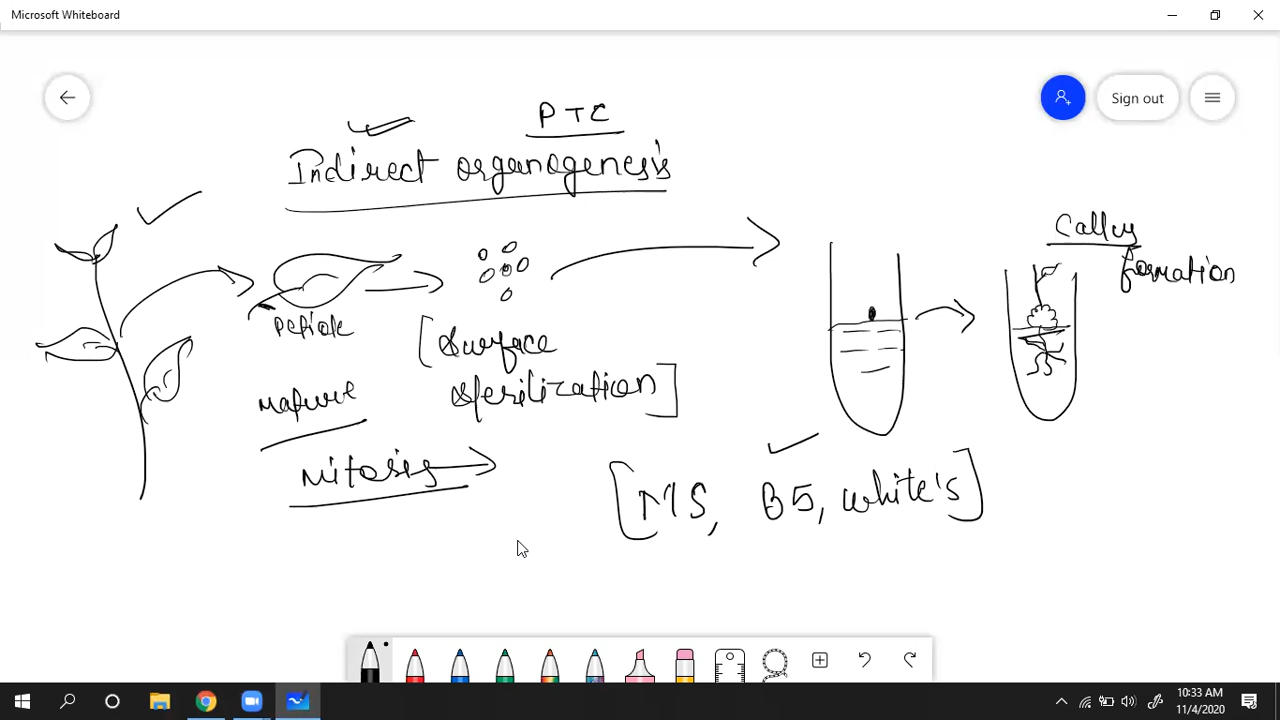 Microsoft Whiteboard
Sign out
PTC
Indirect organogenesis
Callus
formation
petiole
[Surface
sterilization]
mature
mitosis
[MS, B5, white's]
10:33 AM
11/4/2020